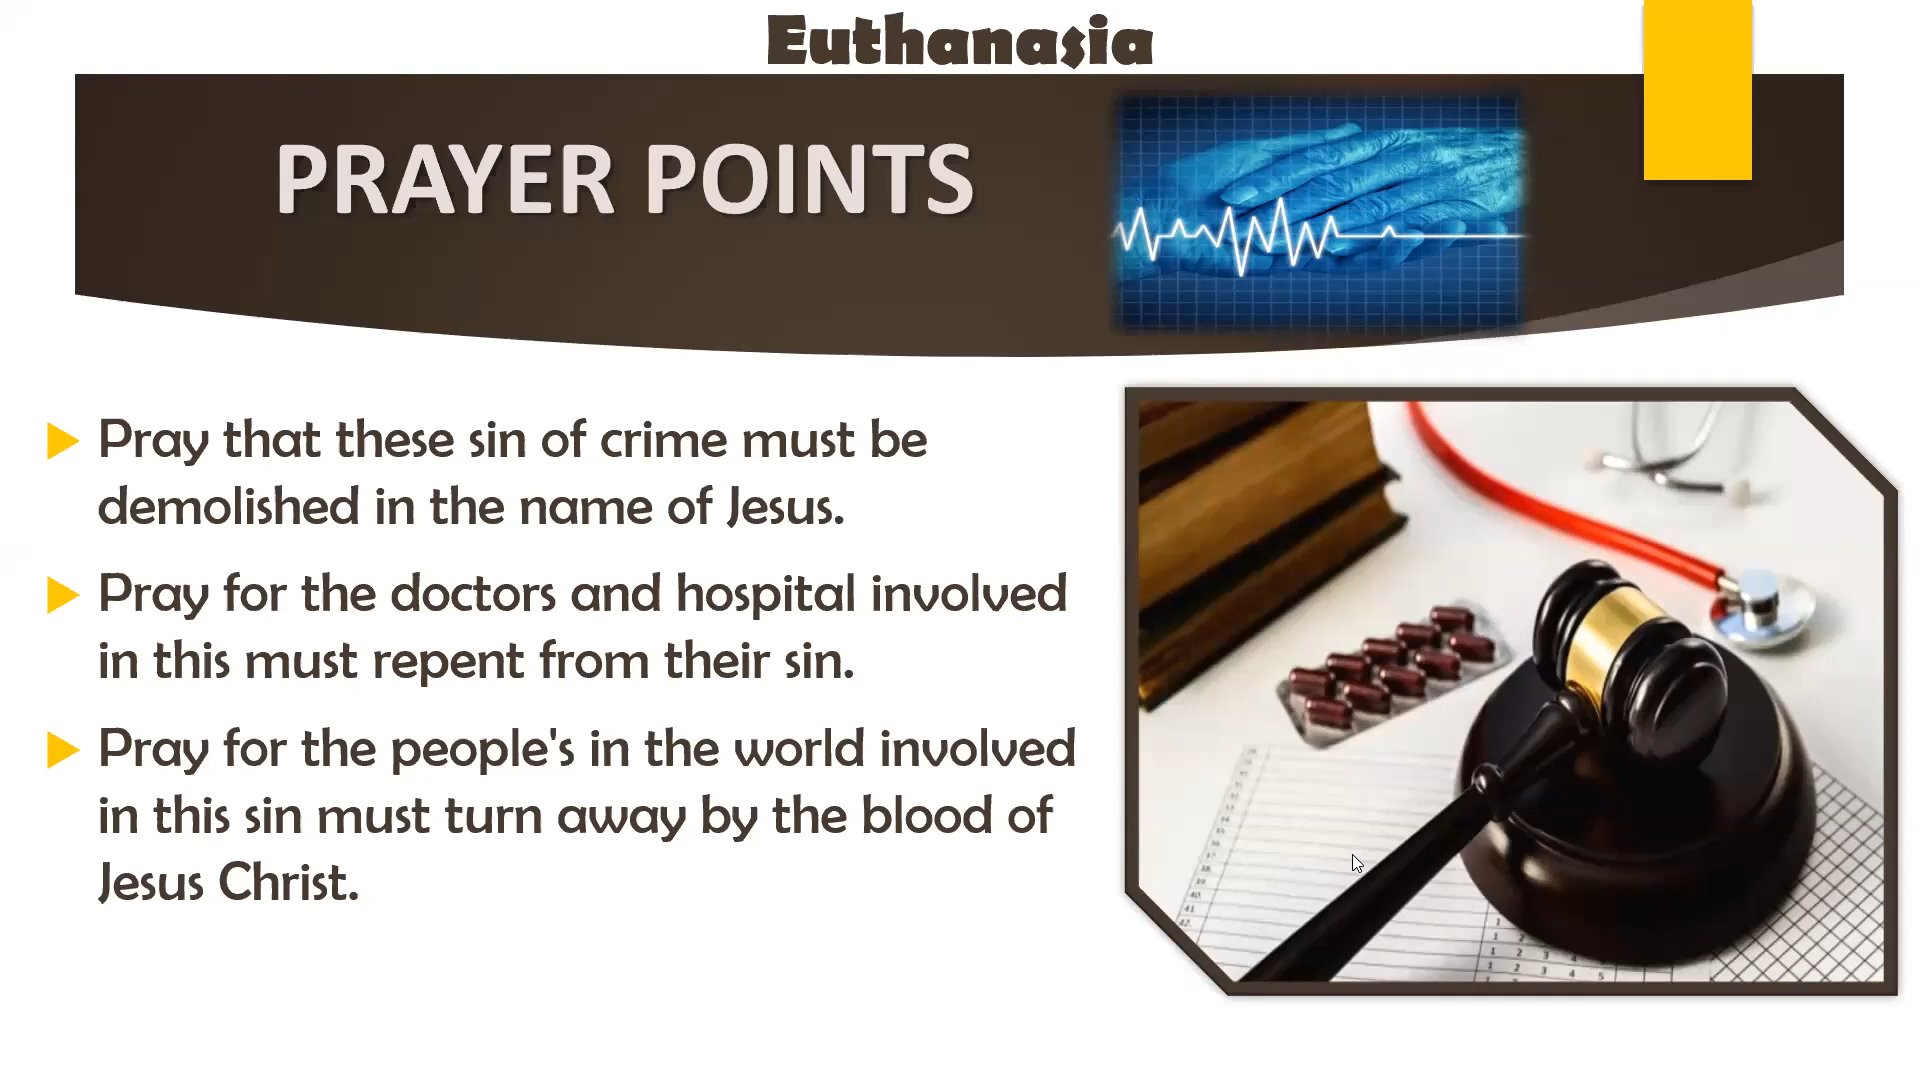 Euthanasia
PRAYER POINTS
Pray that these sin of crime must be
demolished in the name of Jesus.
Pray for the doctors and hospital involved
in this must repent from their sin.
Pray for the people's in the world involved
in this sin must turn away by the blood of
Jesus Christ.